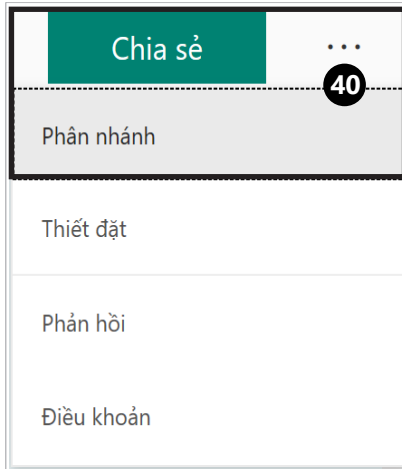 Chia sẻ ...
40
Phân nhánh
Thiết đặt
Phản hồi
Điều khoản